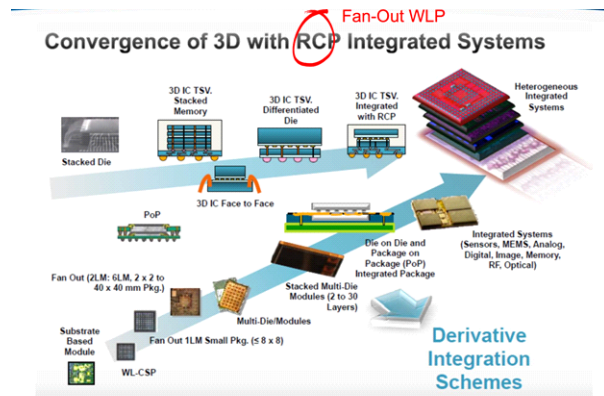 Fan-Out WLP
Convergence of 3D with RCP Integrated Systems
3D IC TSV.
Stacked
Memory
3D IC TSV.
Differentiated
Die
3D IC TSV.
Integrated
with RCP
Heterogeneous
Integrated
Systems
Stacked Die
3D IC Face to Face
PoP
Integrated Systems
(Sensors, MEMS, Analog,
Digital, Image, Memory,
RF, Optical)
Die on Die and
Package on
Package (PoP)
Integrated Package
Fan Out (2LM: 6LM, 2 x 2 to
40 x 40 mm Pkg.)
Stacked Multi-Die
Modules (2 to 30
Layers)
Multi-Die/Modules
Substrate
Based
Module
Fan Out 1LM Small Pkg. (≤ 8 x 8)
WL-CSP
Derivative
Integration
Schemes